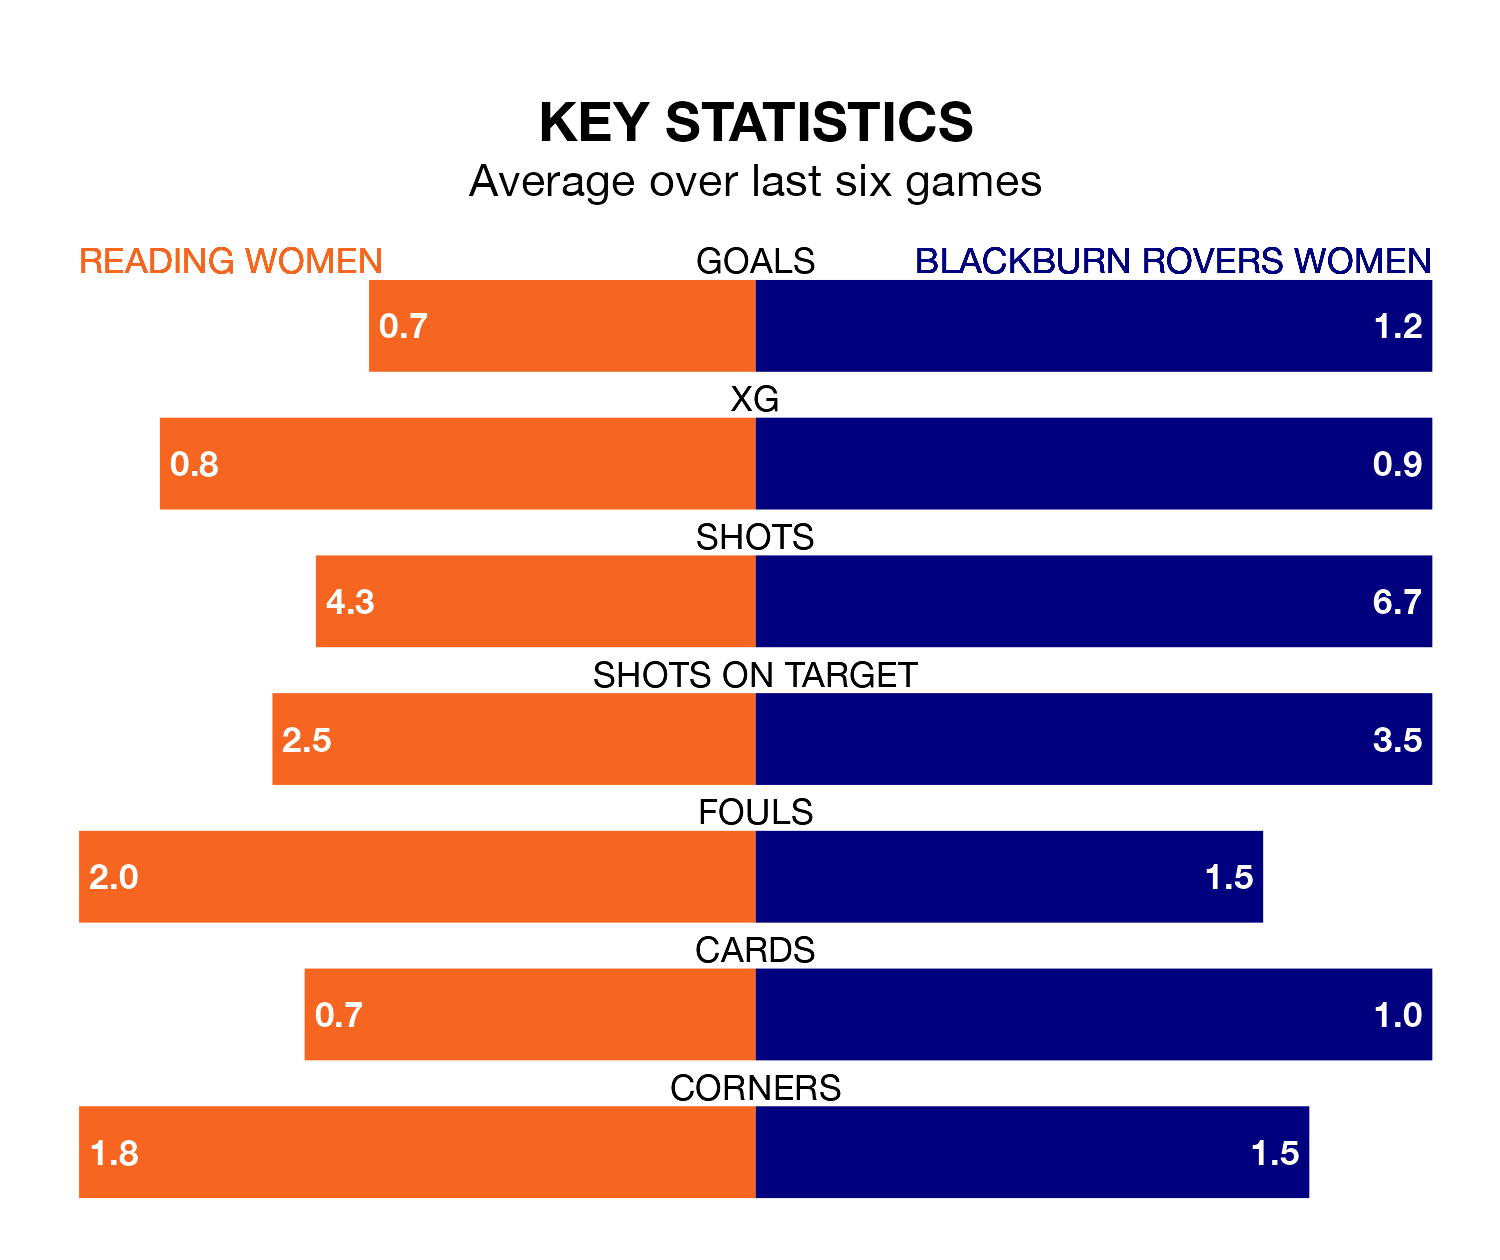 KEY STATISTICS
Average over last six games
READING WOMEN GOALS BLACKBURN ROVERS WOMEN
0.7 1.2
XG
0.8 0.9
SHOTS
4.3 6.7
SHOTS ON TARGET
2.5 3.5
FOULS
2.0 1.5
CARDS
0.7 1.0
CORNERS
1.8 1.5